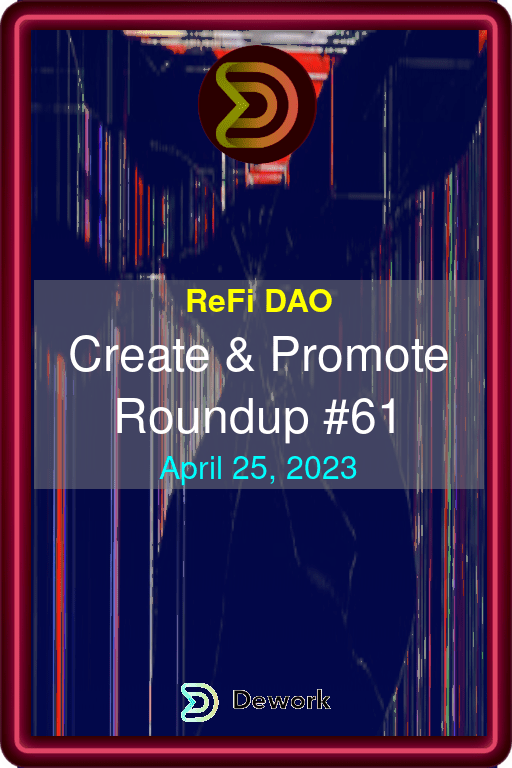 ReFi DAO
Create & Promote
Roundup #61
April 25, 2023
Dework